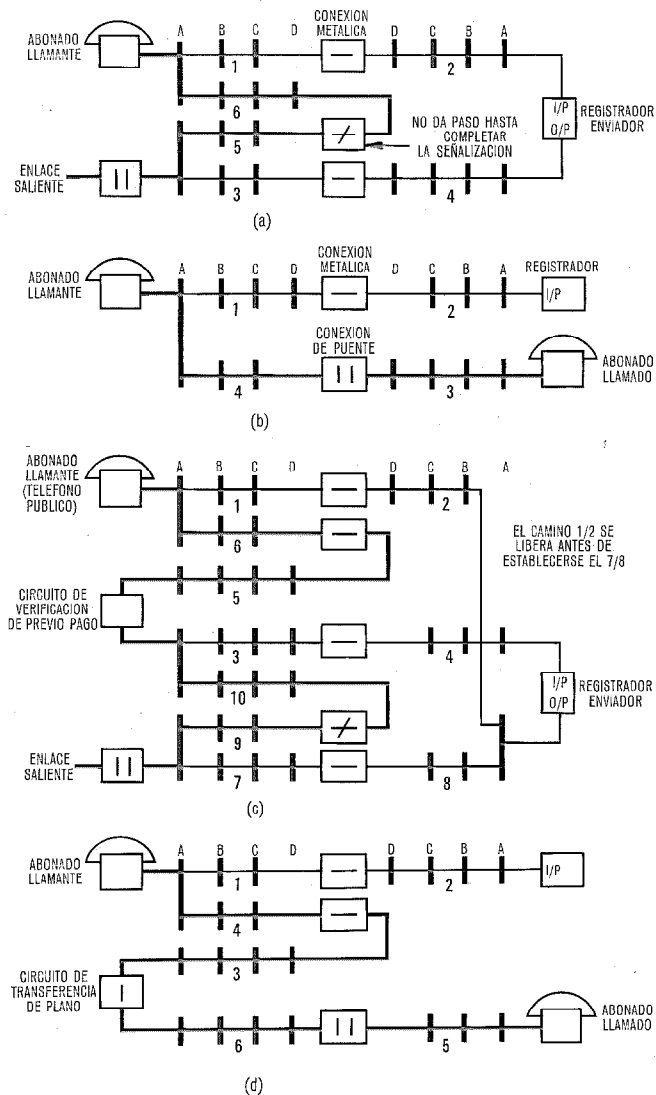 CONEXION
METALICA
A B C D D C B A
ABONADO
LLAMANTE
1 2
6
I/P
O/P
REGISTRADOR
ENVIADOR
5
NO DA PASO HASTA
COMPLETAR
LA SEÑALIZACION
ENLACE
SALIENTE
3 4
(a)
CONEXION
METALICA
A B C D D C B A
REGISTRADOR
ABONADO
LLAMANTE
1 2
I/P
CONEXION
DE PUENTE
ABONADO
LLAMADO
4 3
(b)
ABONADO
LLAMANTE
(TELEFONO
PUBLICO)
A B C D D C B A
1 2
EL CAMINO 1/2 SE
LIBERA ANTES DE
ESTABLECERSE EL 7/8
6
5
CIRCUITO DE
VERIFICACION
DE PREVIO PAGO
3 4
10
I/P
O/P
REGISTRADOR
ENVIADOR
9
ENLACE
SALIENTE
7 8
(c)
A B C D D C B A
ABONADO
LLAMANTE
1 2
I/P
4
3
CIRCUITO DE
TRANSFERENCIA
DE PLANO
ABONADO
LLAMADO
6 5
(d)